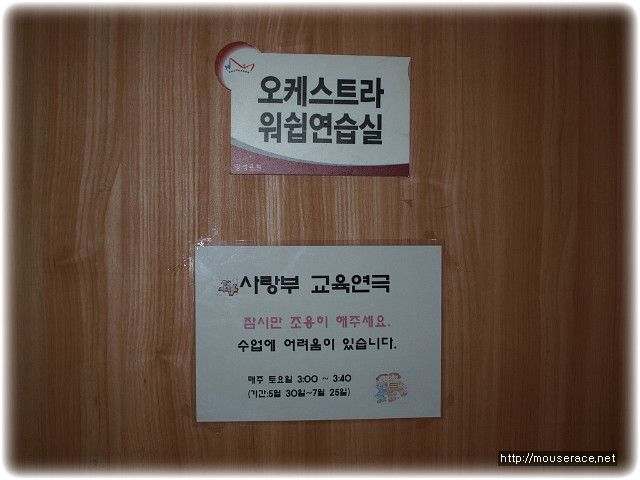 오케스트라
워쉽연습실
사랑부 교육연극
잠시만 조용히 해주세요.
수업에 어려움이 있습니다.
매주 토요일 3:00 ~ 3:40
(기간:5월 30일~7월 25일)
http://mouserace.net